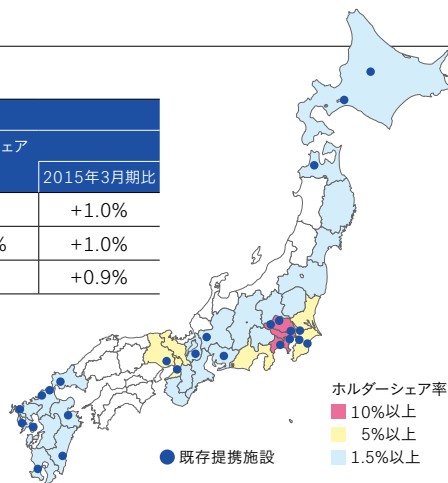 ェア
2015年3月期比
+1.0%
% +1.0%
+0.9%
ホルダーシェア率
10%以上
5%以上
1.5%以上
既存提携施設